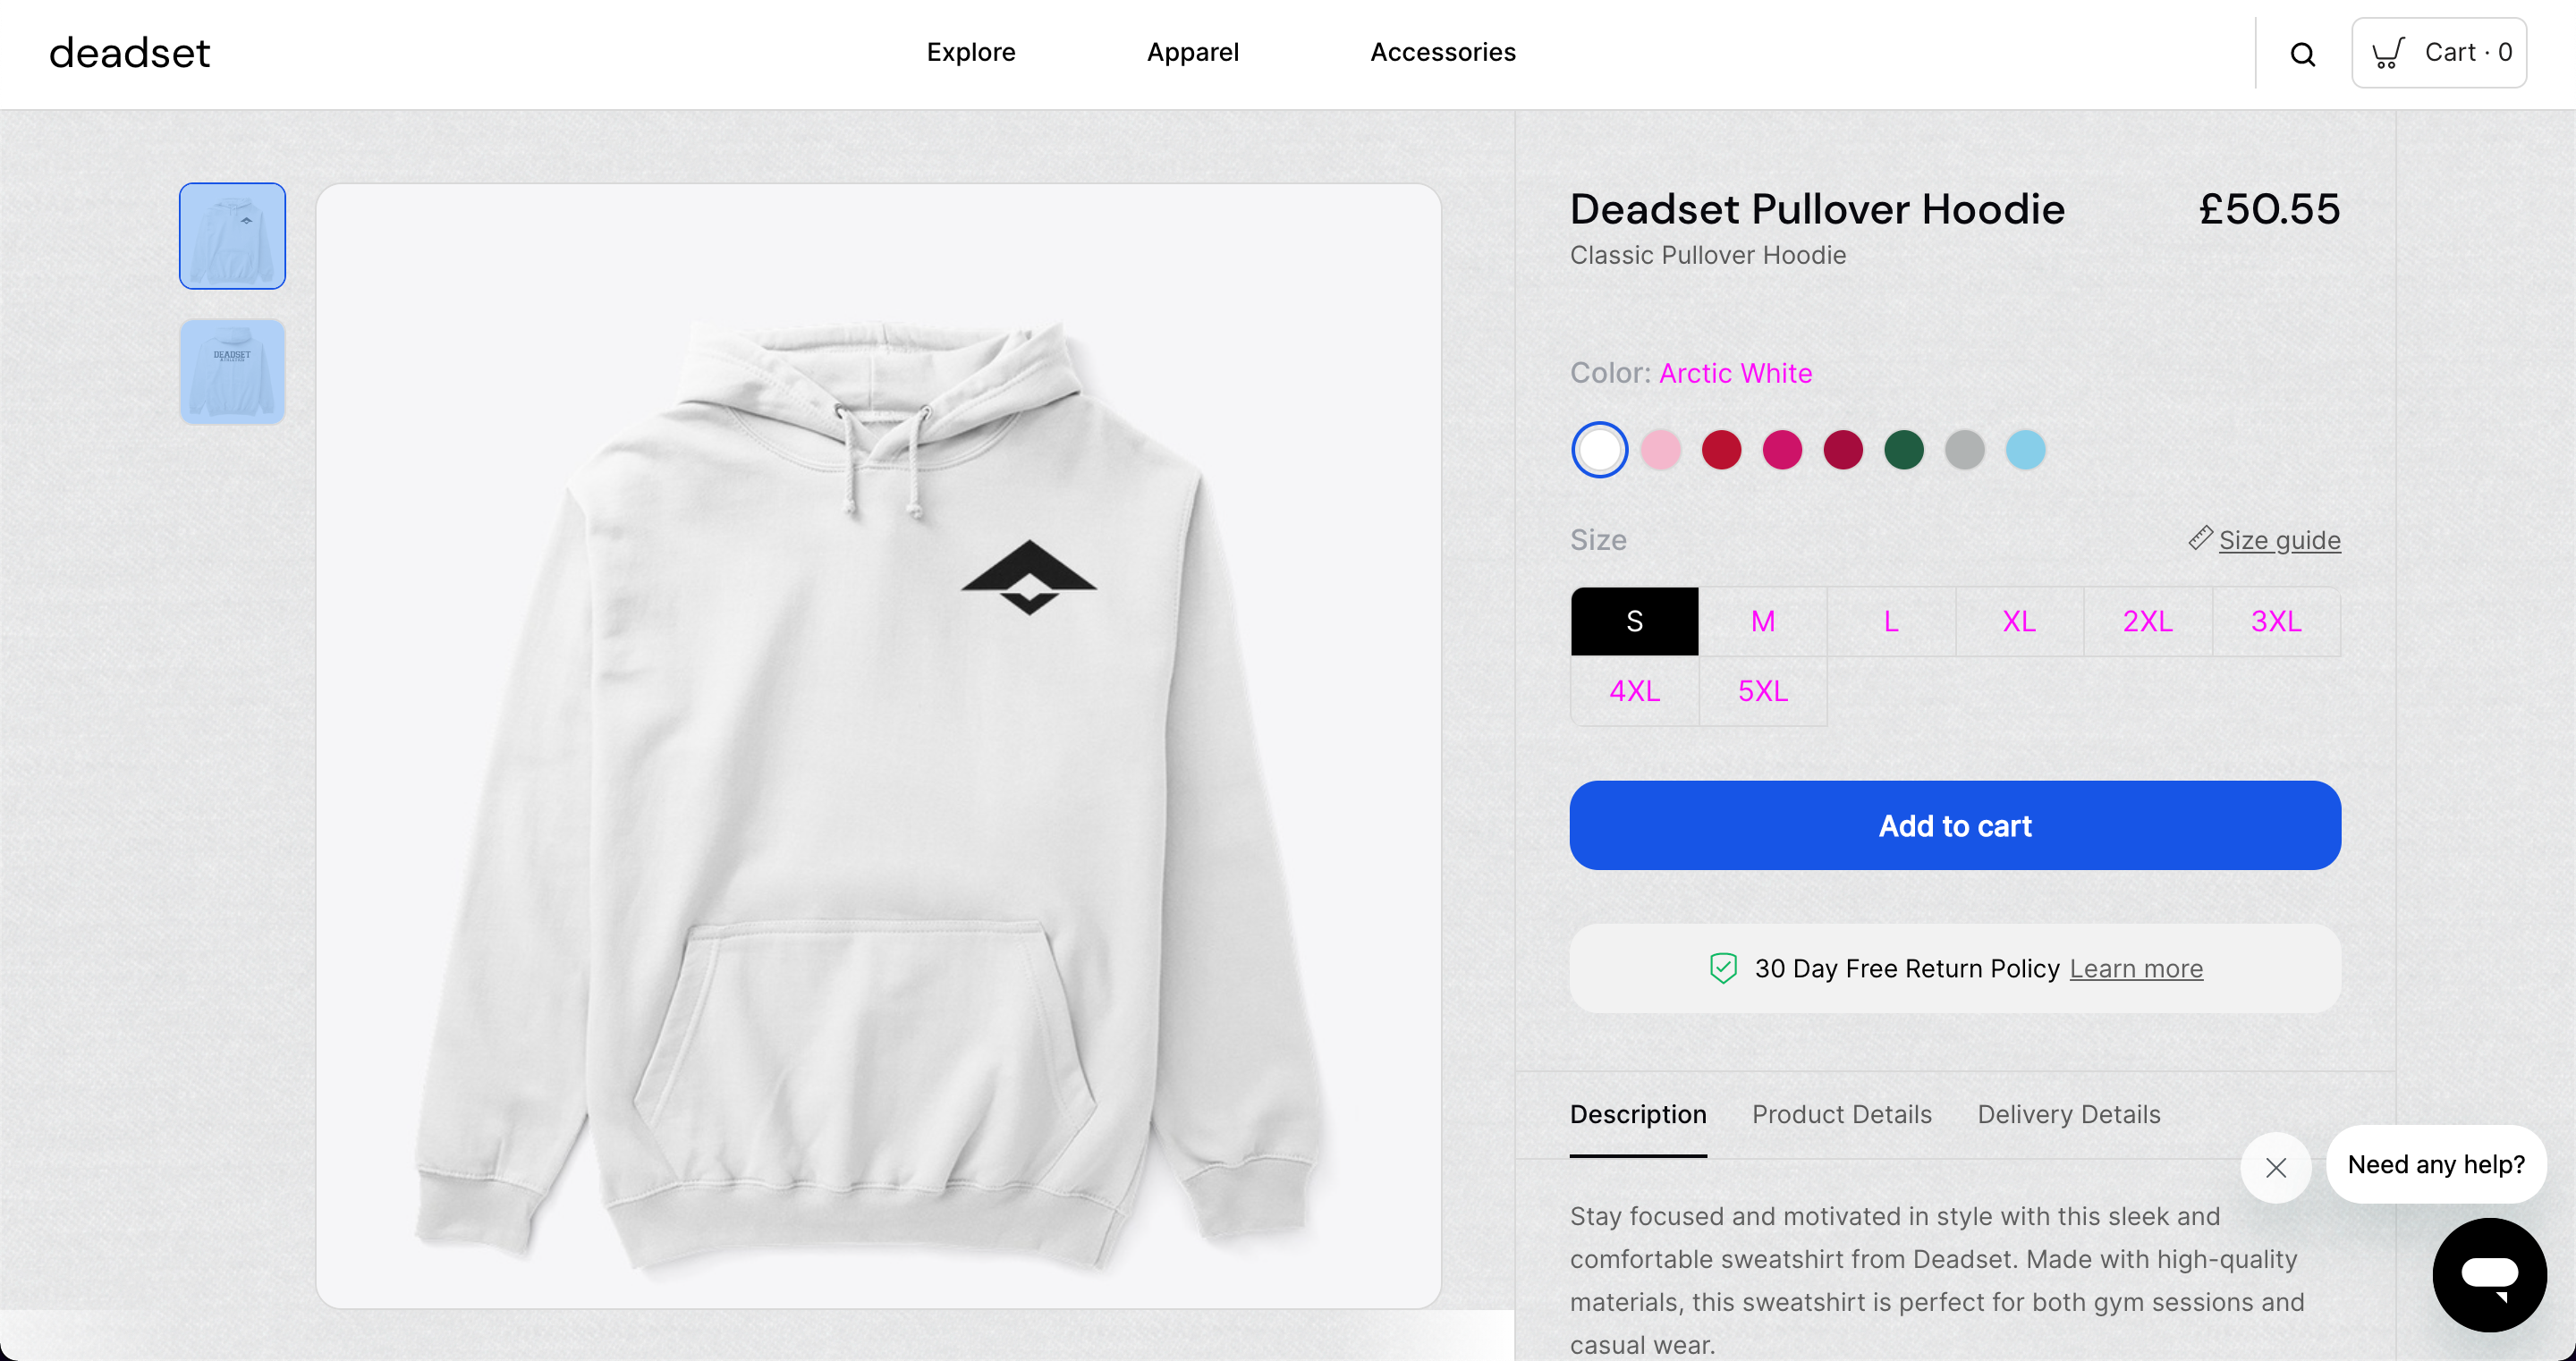 deadset
Explore
Apparel
Accessories
Cart · 0
DEADSET
Deadset Pullover Hoodie
£50.55
Classic Pullover Hoodie
Color: Arctic White
Size
Size guide
S
M
L
XL
2XL
3XL
4XL
5XL
Add to cart
30 Day Free Return Policy Learn more
Description
Product Details
Delivery Details
Need any help?
Stay focused and motivated in style with this sleek and
comfortable sweatshirt from Deadset. Made with high-quality
materials, this sweatshirt is perfect for both gym sessions and
casual wear.